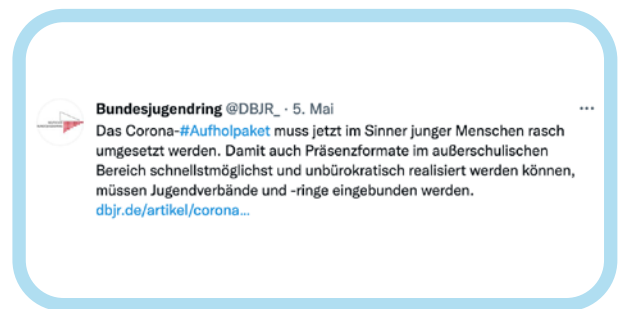 Bundesjugendring @DBJR_ · 5. Mai
Das Corona-#Aufholpaket muss jetzt im Sinner junger Menschen rasch
umgesetzt werden. Damit auch Präsenzformate im außerschulischen
Bereich schnellstmöglichst und unbürokratisch realisiert werden können,
müssen Jugendverbände und -ringe eingebunden werden.
dbjr.de/artikel/corona...